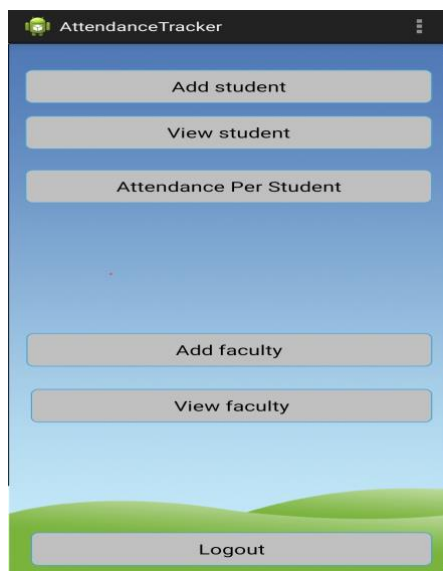 AttendanceTracker
Add student
View student
Attendance Per Student
Add faculty
View faculty
Logout